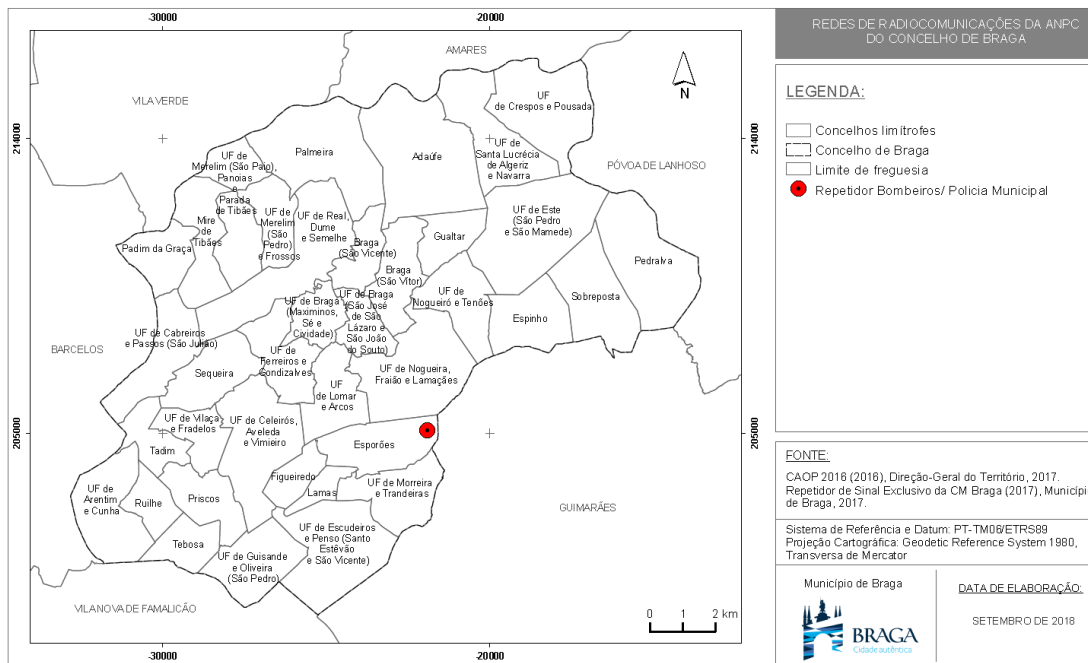 -30000
-20000
REDES DE RADIOCOMUNICAÇÕES DA ANPC
DO CONCELHO DE BRAGA
AMARES
VILA VERDE
N
UF
de Crespos e Pousada
214000
214000
Palmeira
Adaúfe
UF de
Santa Lucrécia
de Algeriz
e Navarra
PÓVOA DE LANHOSO
UF de
Merelim (São Paio),
Panoias
e
Parada
de Tibães
Mire
de
Tibães
UF de
Merelim
(São
Pedro)
e Frossos
UF de Real,
Dume
e Semelhe
UF de Este
(São Pedro
e São Mamede)
Padim da Graça
Braga
(São Vicente)
Gualtar
Pedralva
Braga
(São Vítor)
UF de
Nogueiró e Tenões
Sobreposta
Espinho
UF de Braga
(Maximinos,
Sé e
Cividade)
UF de Braga
(São José
de São
Lázaro e
São João
do Souto)
UF de Cabreiros
e Passos (São Julião)
BARCELOS
UF de
Ferreiros e
Gondizalves
Sequeira
UF de Nogueira,
Fraião e Lamaçães
UF
de Lomar
e Arcos
UF de Vilaça
e Fradelos
UF de Celeirós,
Aveleda
e Vimieiro
Esporões
205000
205000
Tadim
Figueiredo
Lamas
UF de Morreira
e Trandeiras
UF de
Arentim
e Cunha
Ruilhe
Priscos
GUIMARÃES
Tebosa
UF de Escudeiros
e Penso (Santo
Estêvão
e São Vicente)
UF de Guisande
e Oliveira
(São Pedro)
VILA NOVA DE FAMALICÃO
0 1 2 km
-30000
-20000
LEGENDA:
Concelhos limítrofes
Concelho de Braga
Limite de freguesia
Repetidor Bombeiros/ Policia Municipal
FONTE:
CAOP 2016 (2016), Direção-Geral do Território, 2017.
Repetidor de Sinal Exclusivo da CM Braga (2017), Municípi
de Braga, 2017.
Sistema de Referência e Datum: PT-TM06/ETRS89
Projeção Cartográfica: Geodetic Reference System 1980,
Transversa de Mercator
Município de Braga
BRAGA
Cidade autêntica
DATA DE ELABORAÇÃO:
SETEMBRO DE 2018